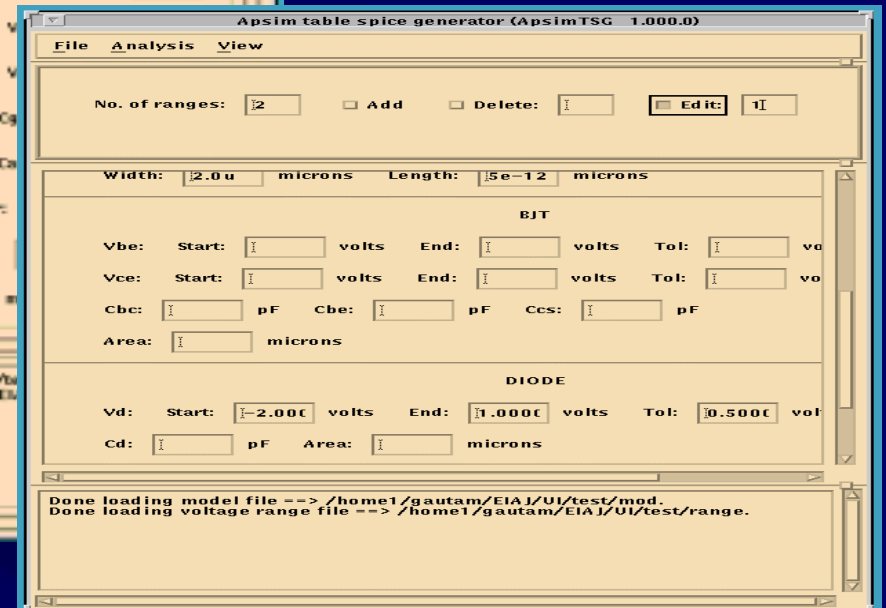 Apsim table spice generator (ApsimTSG 1.000.0)
File Analysis View
No. of ranges: 2 Add Delete: Edit: 1
Width: 2.0u microns Length: .5e-12 microns
BJT
Vbe: Start: volts End: volts Tol: vo
Vce: Start: volts End: volts Tol: vo
Cbc: pF Cbe: pF Ccs: pF
Area: microns
DIODE
Vd: Start: -2.000 volts End: 1.0000 volts Tol: 0.5000 vol
Cd: pF Area: microns
Done loading model file ==> /home1/gautam/EIAJ/UI/test/mod.
Done loading voltage range file ==> /home1/gautam/EIAJ/UI/test/range.